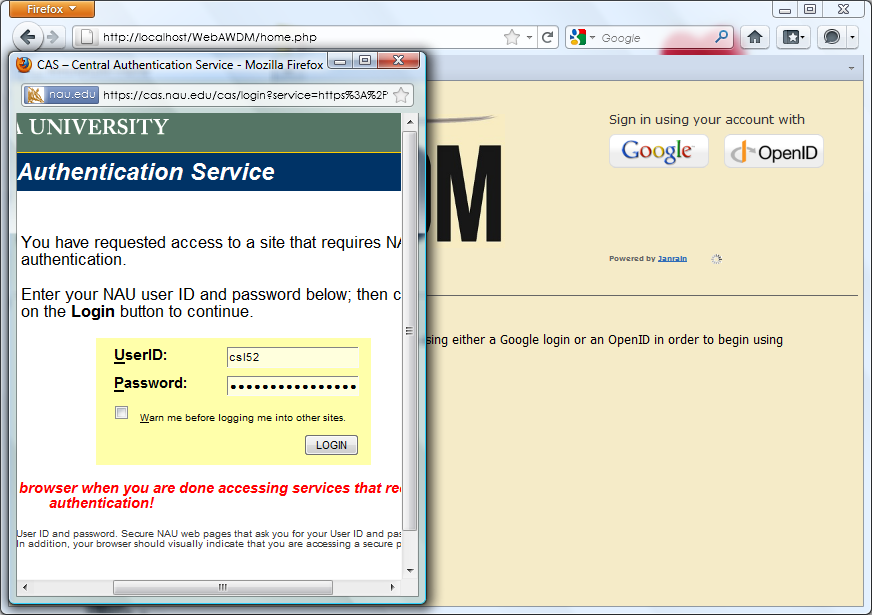 Firefox
http://localhost/WebAWDM/home.php
Google
CAS – Central Authentication Service - Mozilla Firefox
nau.edu https://cas.nau.edu/cas/login?service=https%3A%2P
UNIVERSITY
Authentication Service
You have requested access to a site that requires NA
authentication.
Enter your NAU user ID and password below; then c
on the Login button to continue.
UserID: csl52
Password:
Warn me before logging me into other sites.
LOGIN
browser when you are done accessing services that re
authentication!
User ID and password. Secure NAU web pages that ask you for your User ID and pas
In addition, your browser should visually indicate that you are accessing a secure p
Sign in using your account with
Google OpenID
DM
Powered by Janrain
sing either a Google login or an OpenID in order to begin using